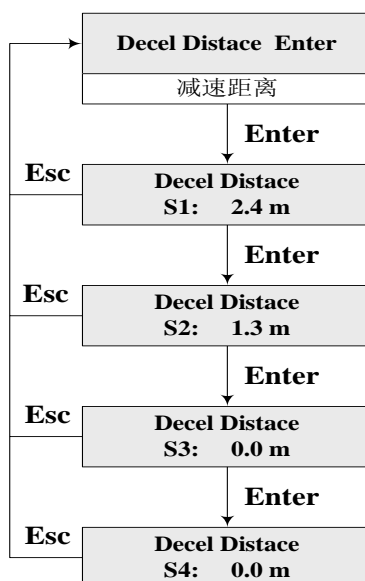 Decel Distace Enter
减速距离
Enter
Esc
Decel Distace
S1: 2.4 m
Enter
Esc
Decel Distace
S2: 1.3 m
Enter
Esc
Decel Distace
S3: 0.0 m
Enter
Esc
Decel Distace
S4: 0.0 m